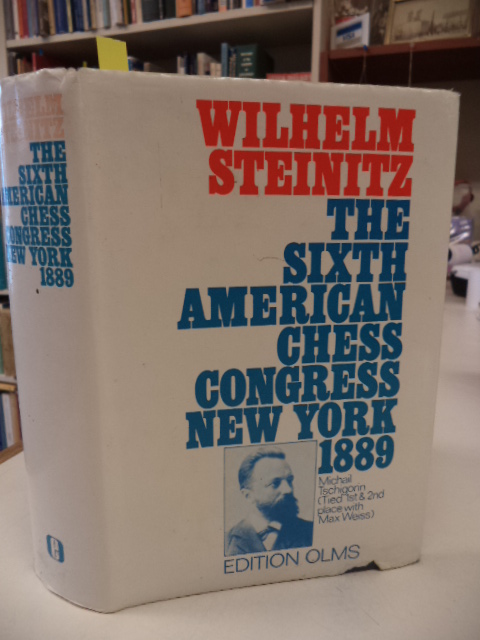 WILHELM
STEINITZ
THE
SIXTH
AMERICAN
CHESS
CONGRESS
NEW YORK
1889
Michail
Tschigorin
(Tied 1st & 2nd
place with
Max Weiss)
EDITION OLMS
WILHELM
STEINITZ
THE
SIXTH
AMERICAN
CHESS
CONGRESS
NEW YORK
1889